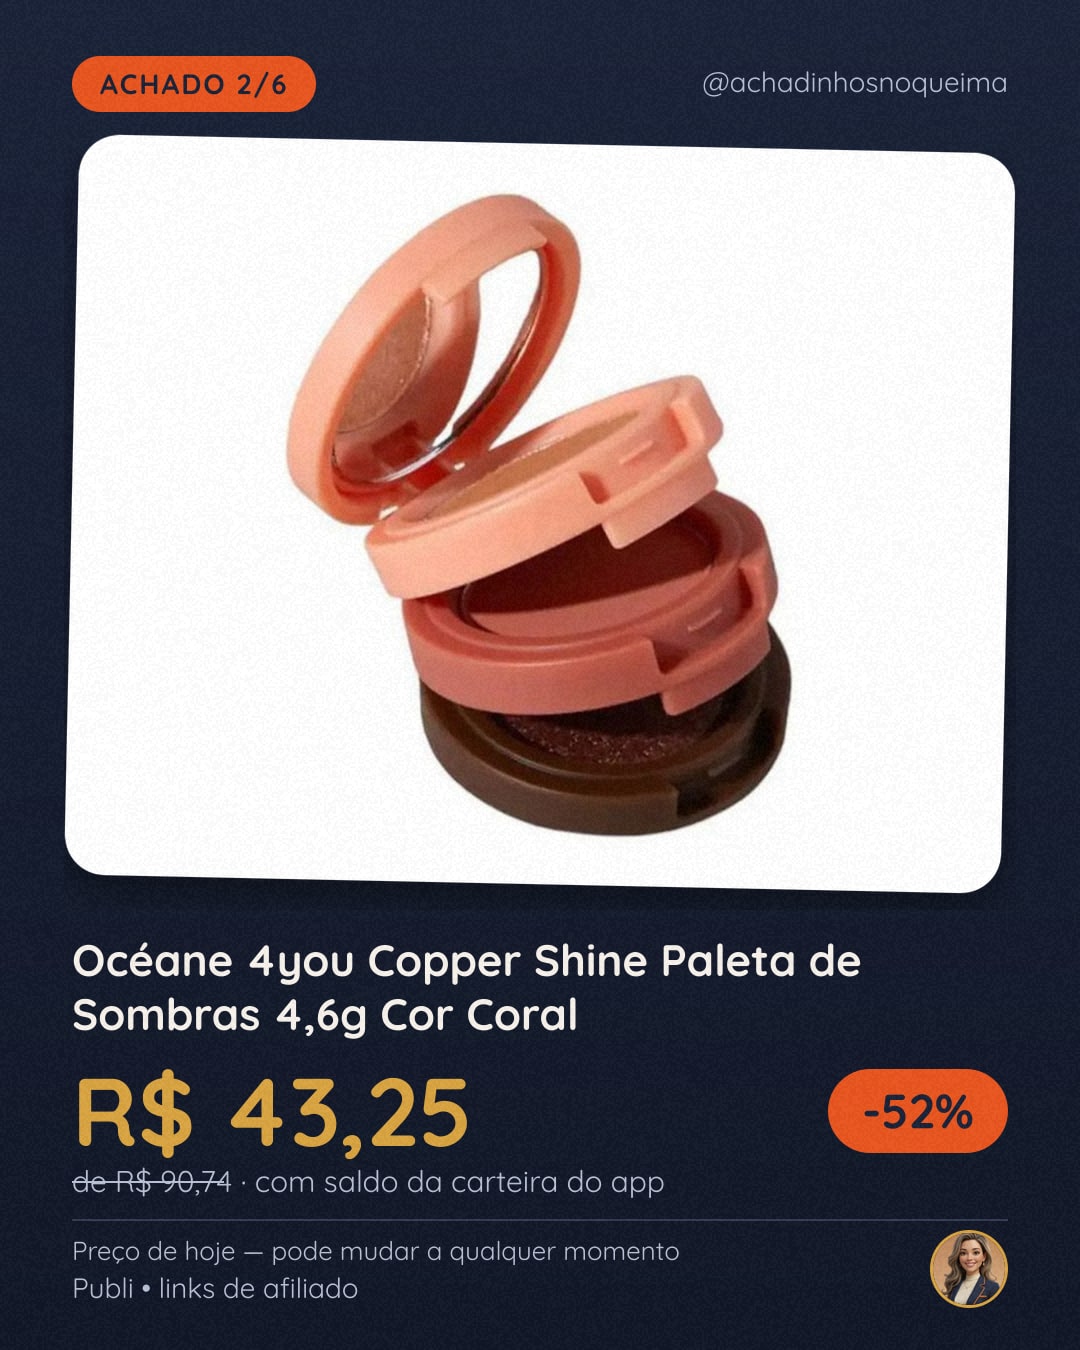 ACHADO 2/6
@achadinhosnoqueima
Océane 4you Copper Shine Paleta de
Sombras 4,6g Cor Coral
R$ 43,25
-52%
de R$ 90,74 · com saldo da carteira do app
Preço de hoje — pode mudar a qualquer momento
Publi • links de afiliado